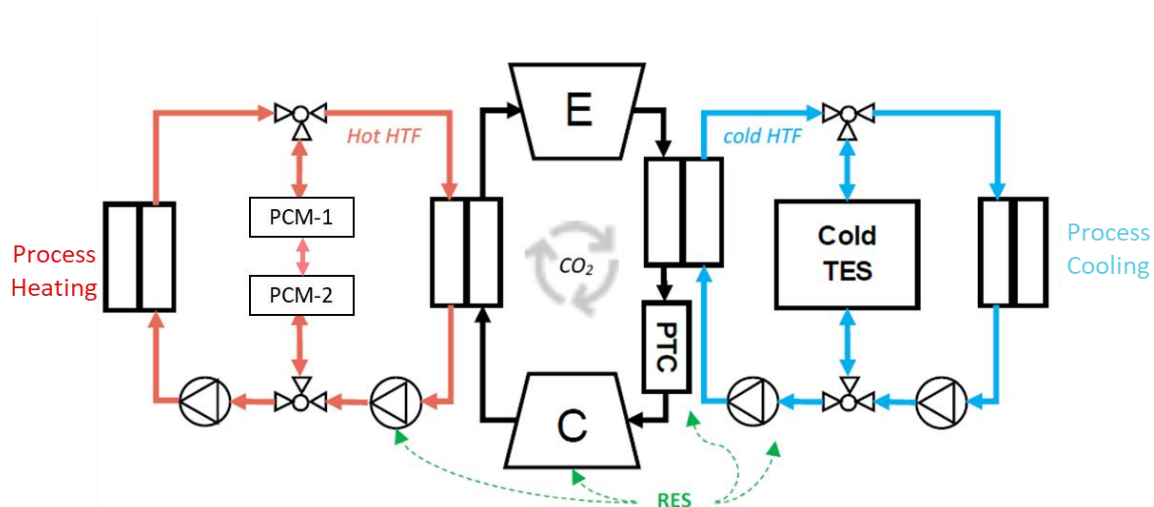 E
Hot HTF
cold HTF
PCM-1
Process
Heating
CO₂
Cold
TES
Process
Cooling
PCM-2
PTC
C
RES